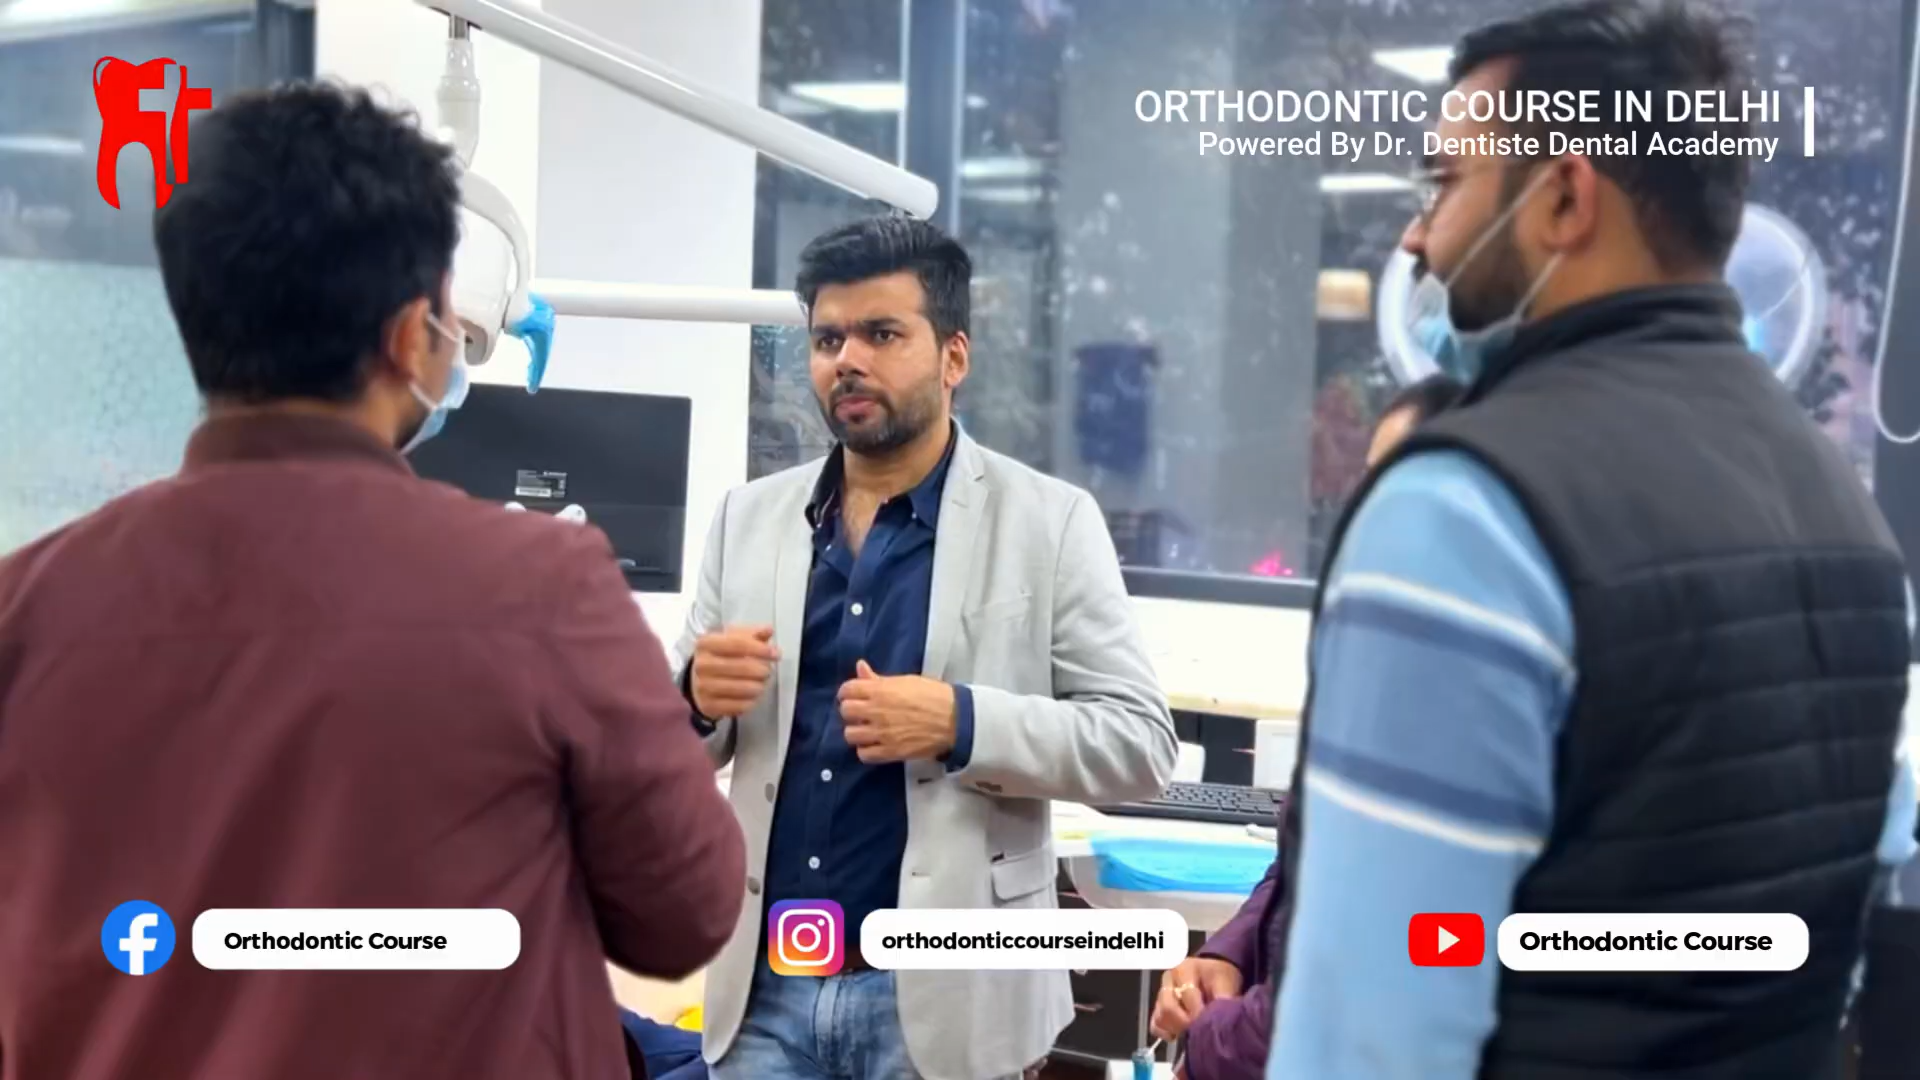 ORTHODONTIC COURSE IN DELHI
Powered By Dr. Dentiste Dental Academy
Orthodontic Course
orthodonticcourseindelhi
Orthodontic Course